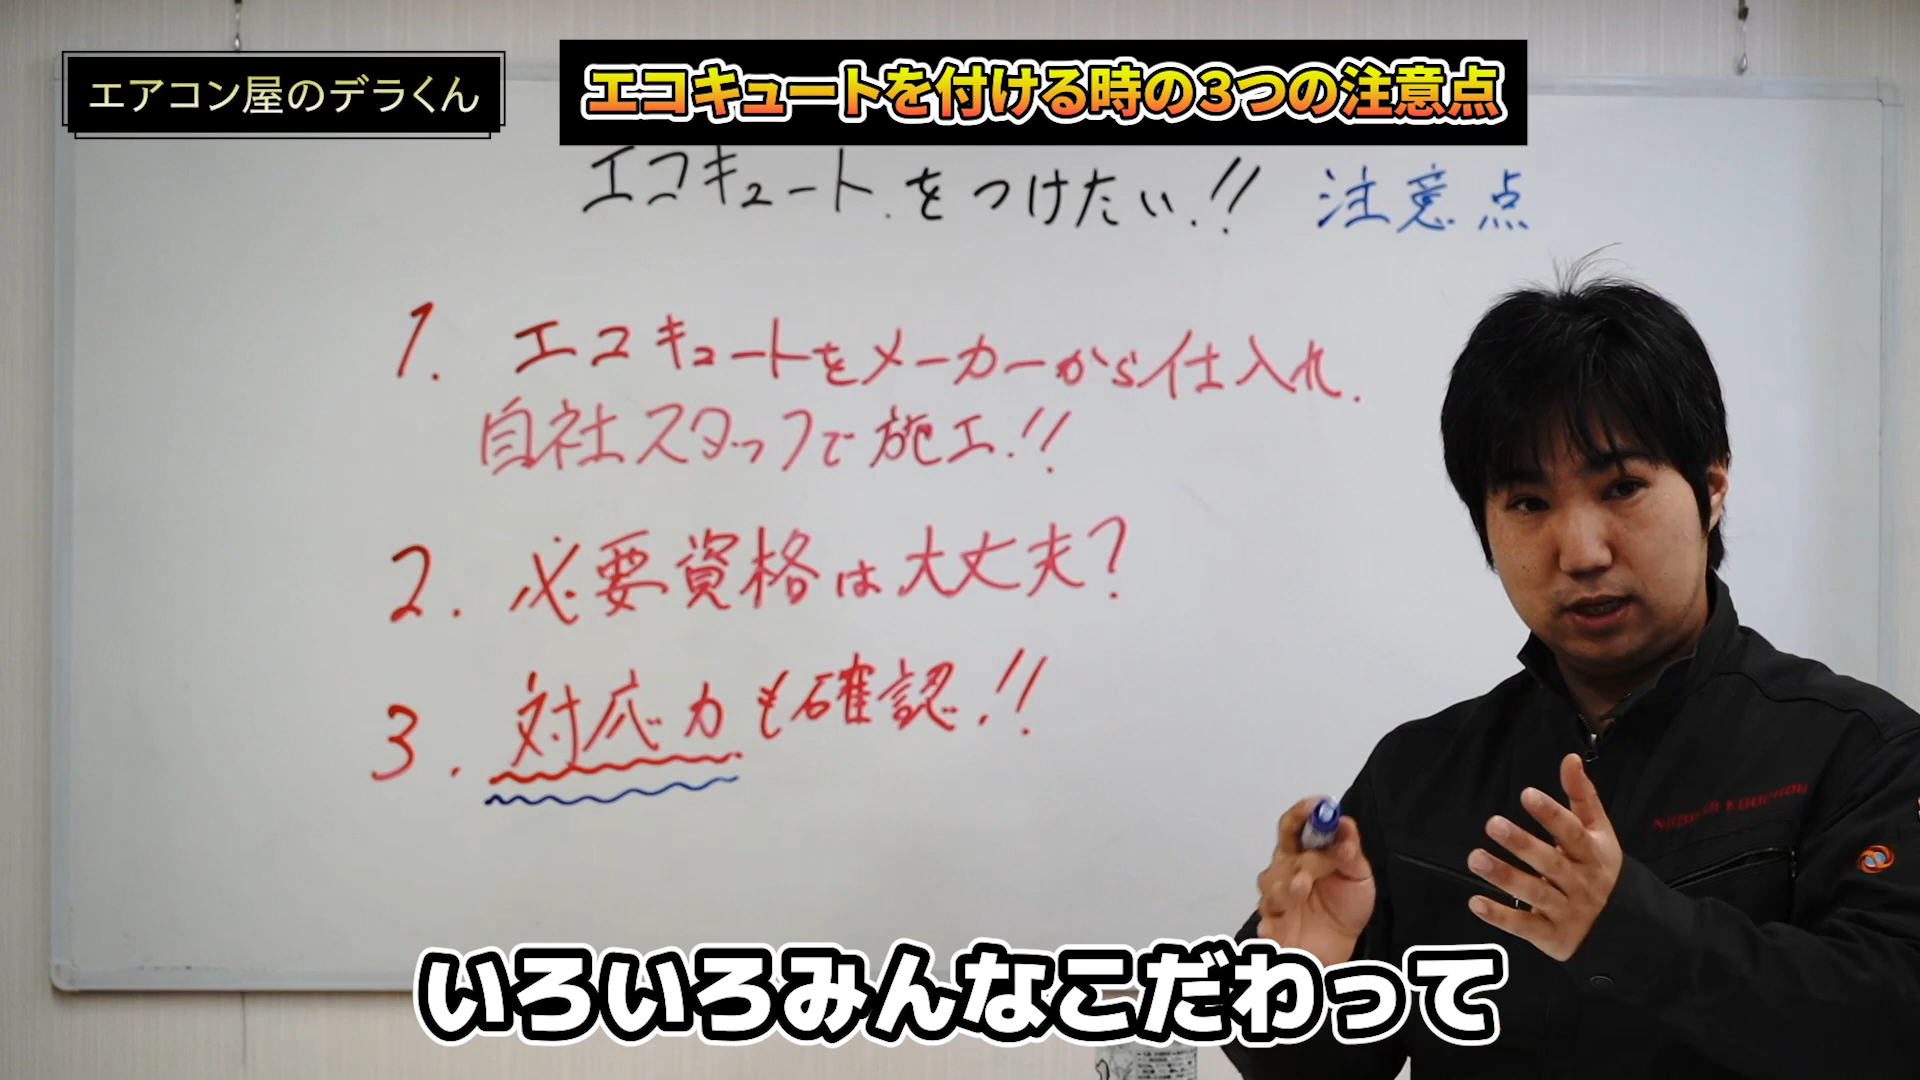 エアコン屋のデラくん
エコキュートを付ける時の3つの注意点
エコキュートをつけたい!! 注意点
1. エコキュートをメーカーから仕入れ.
自社スタッフで施工!!
2. 必要資格は大丈夫?
3. 対応力も確認!!
いろいろみんなこだわって